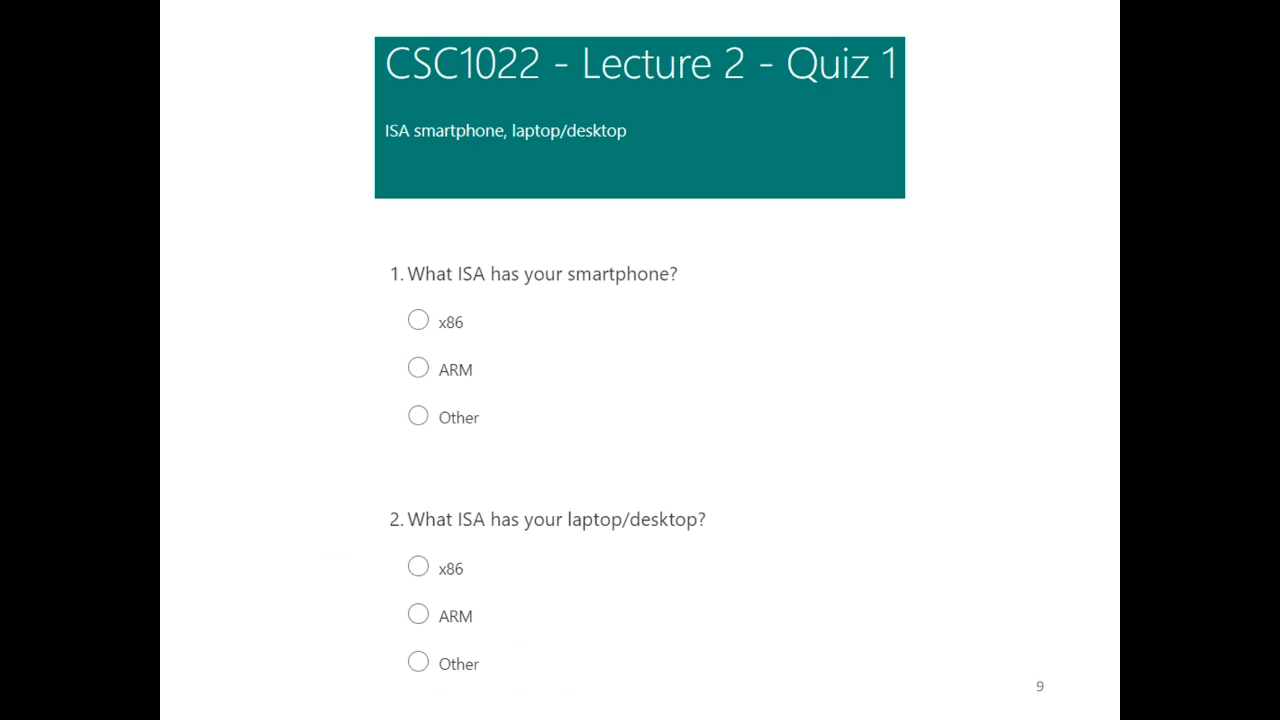 CSC1022 - Lecture 2 - Quiz 1
ISA smartphone, laptop/desktop
1. What ISA has your smartphone?
x86
ARM
Other
2. What ISA has your laptop/desktop?
x86
ARM
Other
9